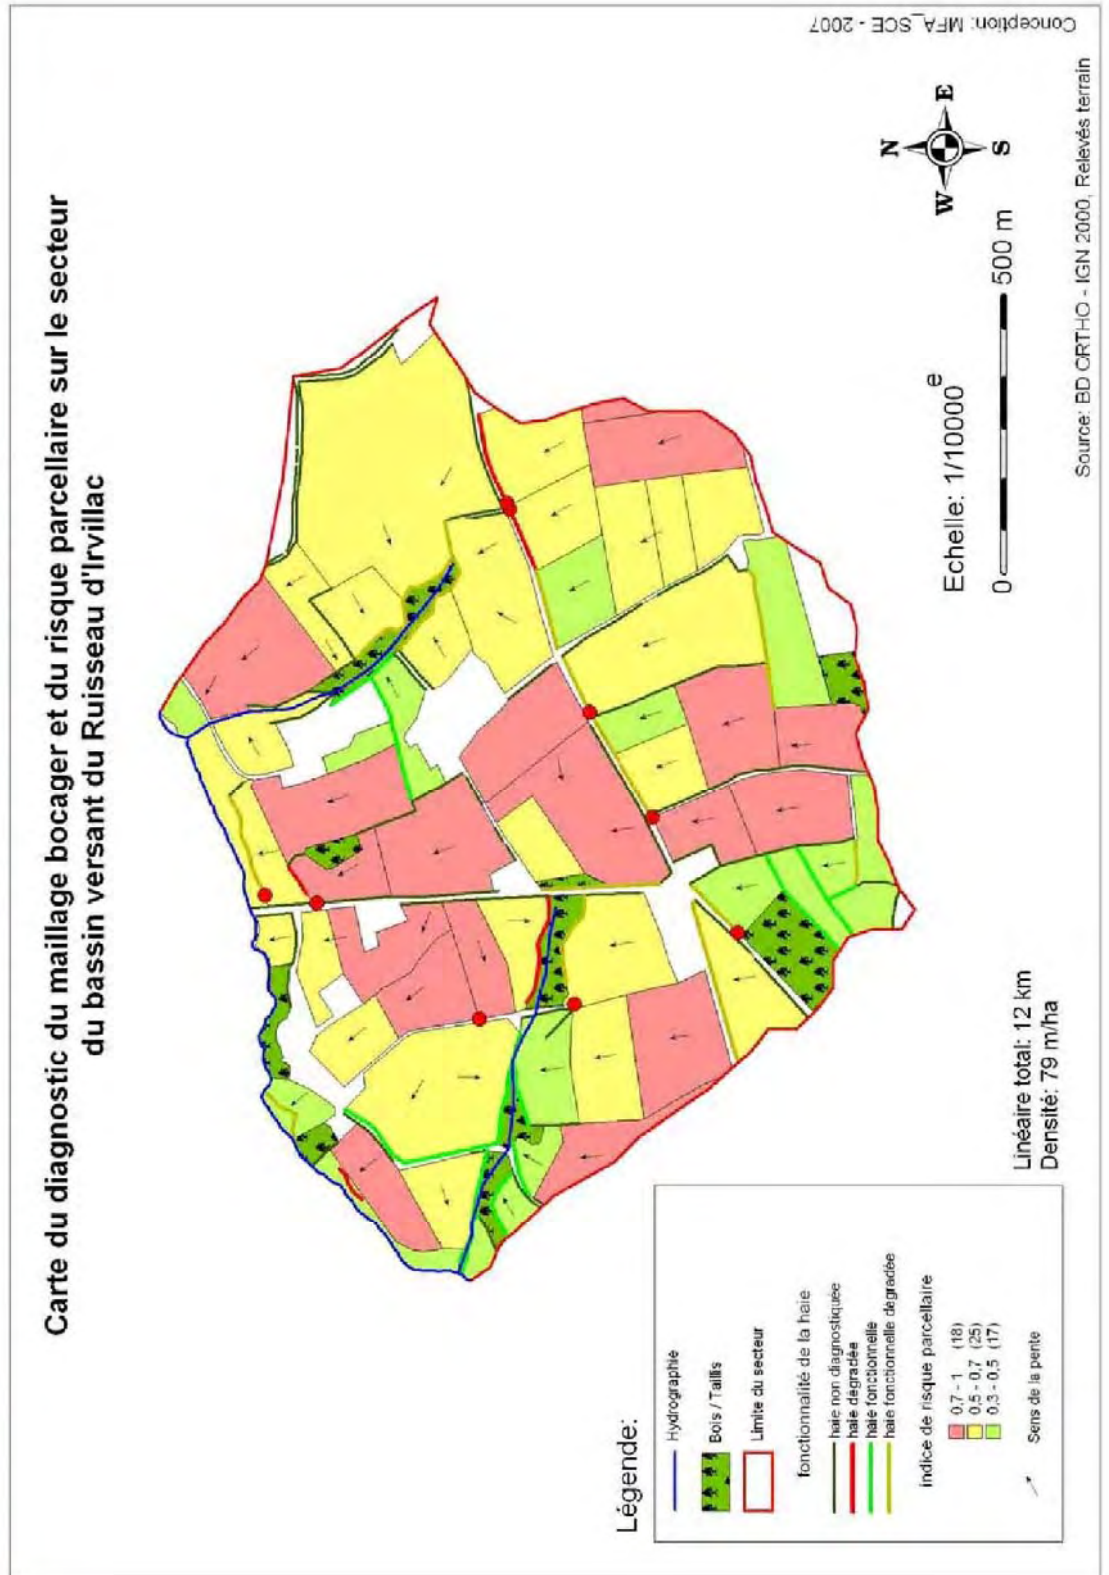 Carte du diagnostic du maillage bocager et du risque parcellaire sur le secteur
du bassin versant du Ruisseau d'Irvillac
Légende:
Hydrographie
Bois / Taillis
Limite du secteur
fonctionnalité de la haie
haie non diagnostiquée
haie dégradée
haie fonctionnelle
haie fonctionnelle dégradée
indice de risque parcellaire
0,7 - 1 (18)
0,5 - 0,7 (25)
0,3 - 0,5 (17)
Sens de la pente
Linéaire total: 12 km
Densité: 79 m/ha
Echelle: 1/10000e
0 500 m
N
W E
S
Source: BD ORTHO - IGN 2000, Relevés terrain
Conception: MFA_SCE - 2007